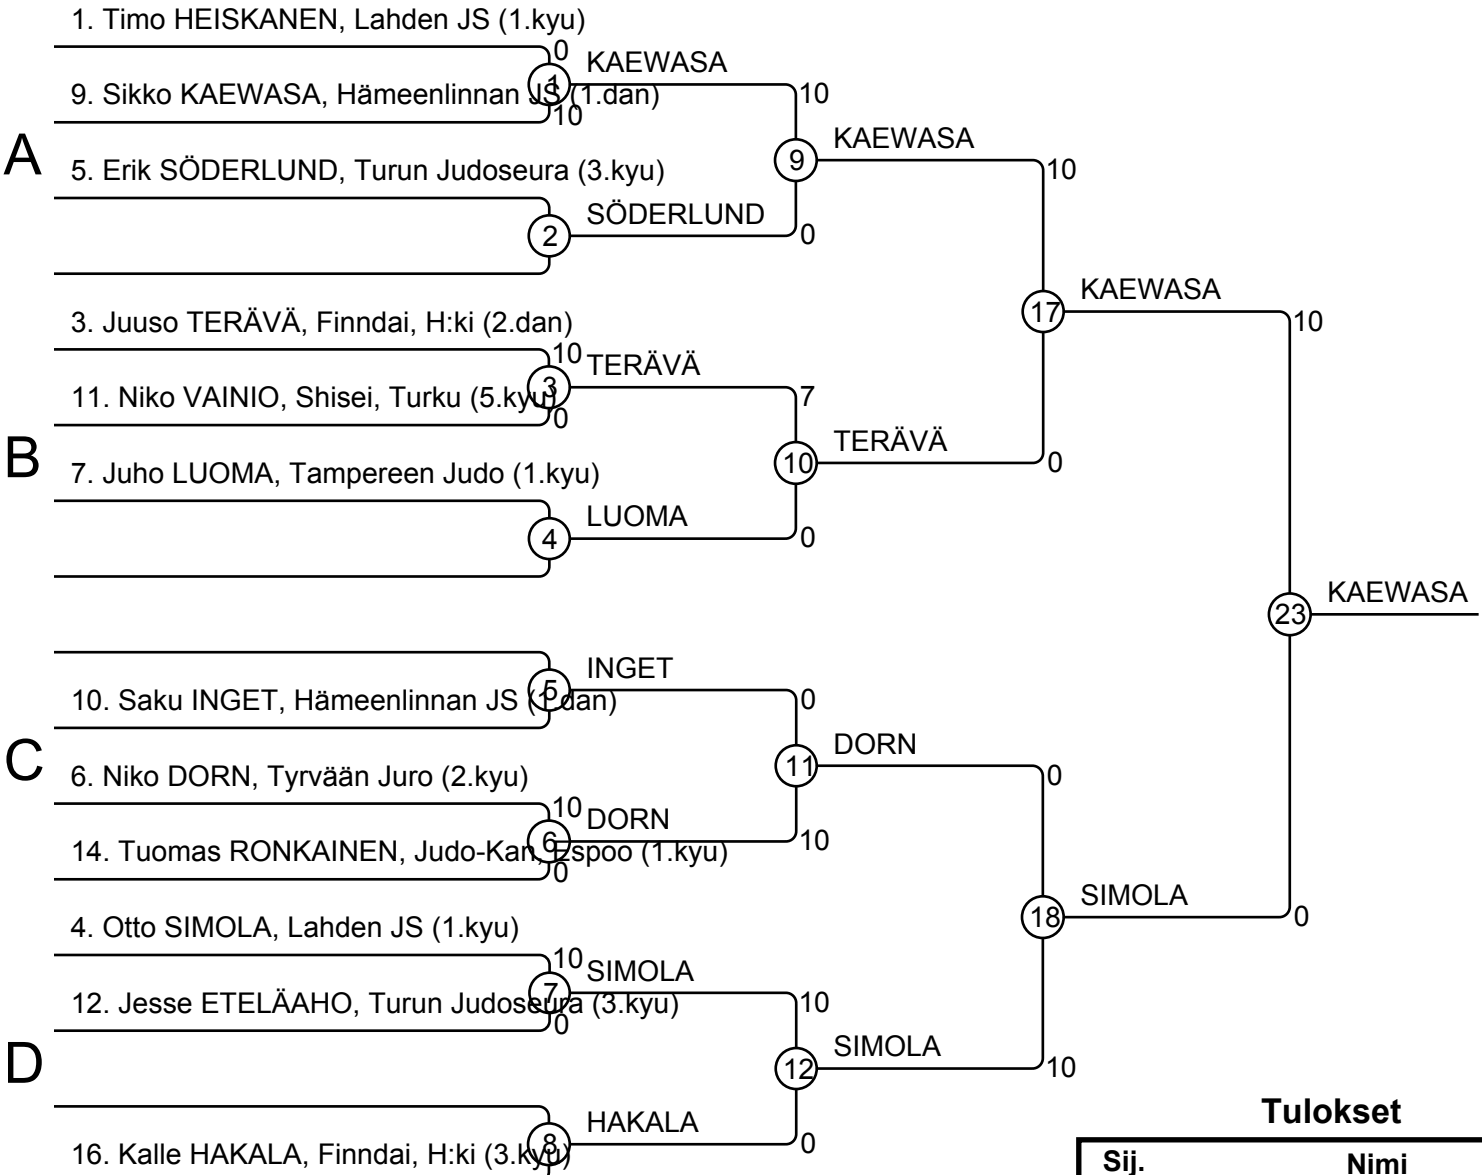 1. Timo HEISKANEN, Lahden JS (1.kyu)
0
KAEWASA
1
9. Sikko KAEWASA, Hämeenlinnan JS (1.dan)
10
10
A
KAEWASA
9
5. Erik SÖDERLUND, Turun Judoseura (3.kyu)
10
SÖDERLUND
2
0
KAEWASA
17
3. Juuso TERÄVÄ, Finndai, H:ki (2.dan)
10
10
TERÄVÄ
3
11. Niko VAINIO, Shisei, Turku (5.kyu)
7
0
TERÄVÄ
B
10
7. Juho LUOMA, Tampereen Judo (1.kyu)
0
LUOMA
4
0
KAEWASA
23
INGET
5
10. Saku INGET, Hämeenlinnan JS (1.dan)
0
DORN
C
11
6. Niko DORN, Tyrvään Juro (2.kyu)
0
10
DORN
6
14. Tuomas RONKAINEN, Judo-Kan, Espoo (1.kyu)
10
0
SIMOLA
18
4. Otto SIMOLA, Lahden JS (1.kyu)
0
10
SIMOLA
7
12. Jesse ETELÄAHO, Turun Judoseura (3.kyu)
10
0
SIMOLA
D
12
10
Tulokset
HAKALA
8
16. Kalle HAKALA, Finndai, H:ki (3.kyu)
0
Sij. Nimi